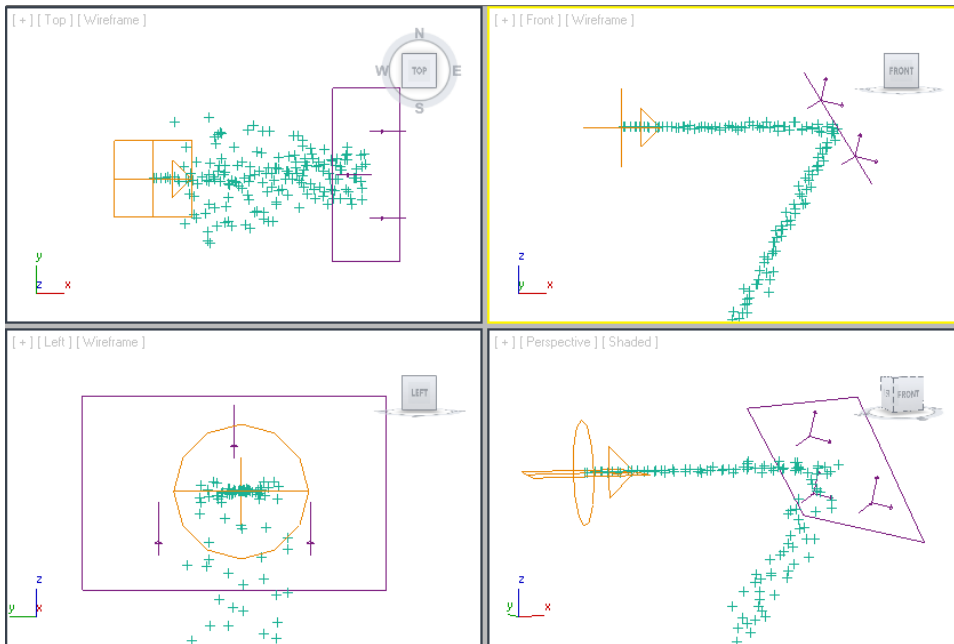 [ + ] [ Top ] [ Wireframe ]
N
W TOP E
S
y
z x
[ + ] [ Front ] [ Wireframe ]
FRONT
z
y x
[ + ] [ Left ] [ Wireframe ]
LEFT
z
y x
[ + ] [ Perspective ] [ Shaded ]
FRONT
z
y x